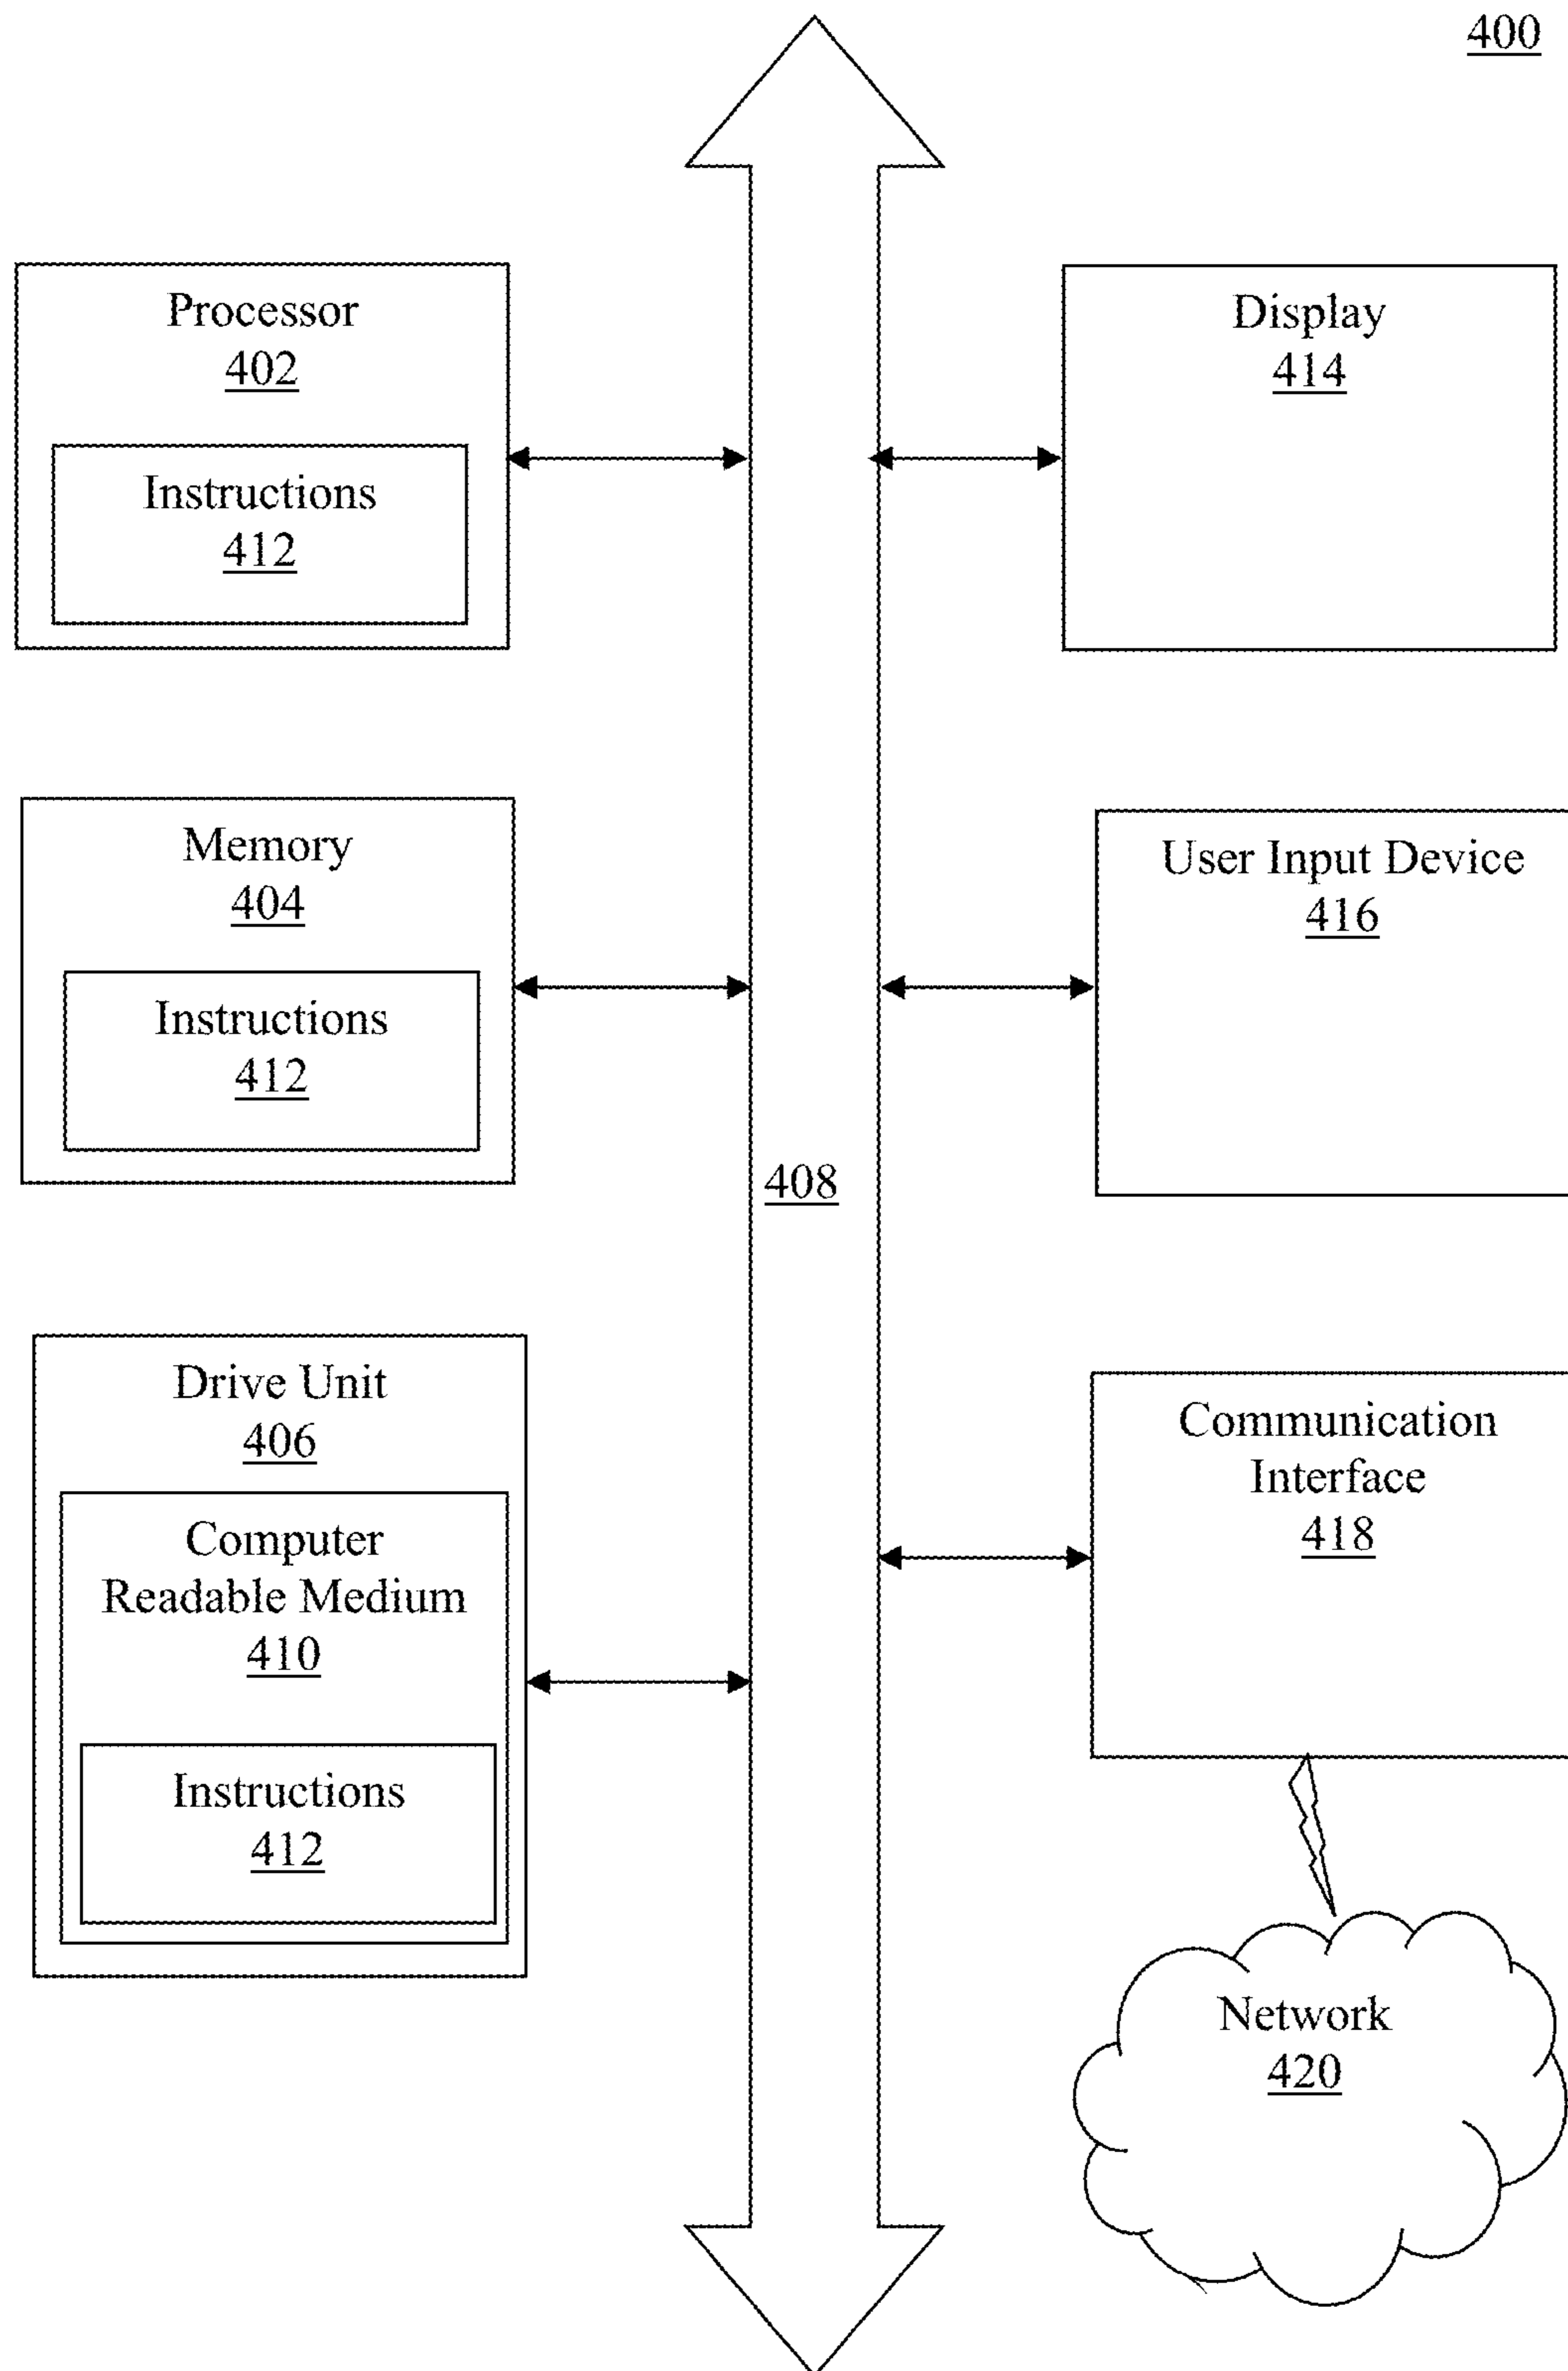 400
Processor
402
Instructions
412
Display
414
Memory
404
Instructions
412
User Input Device
416
408
Drive Unit
406
Computer
Readable Medium
410
Instructions
412
Communication
Interface
418
Network
420